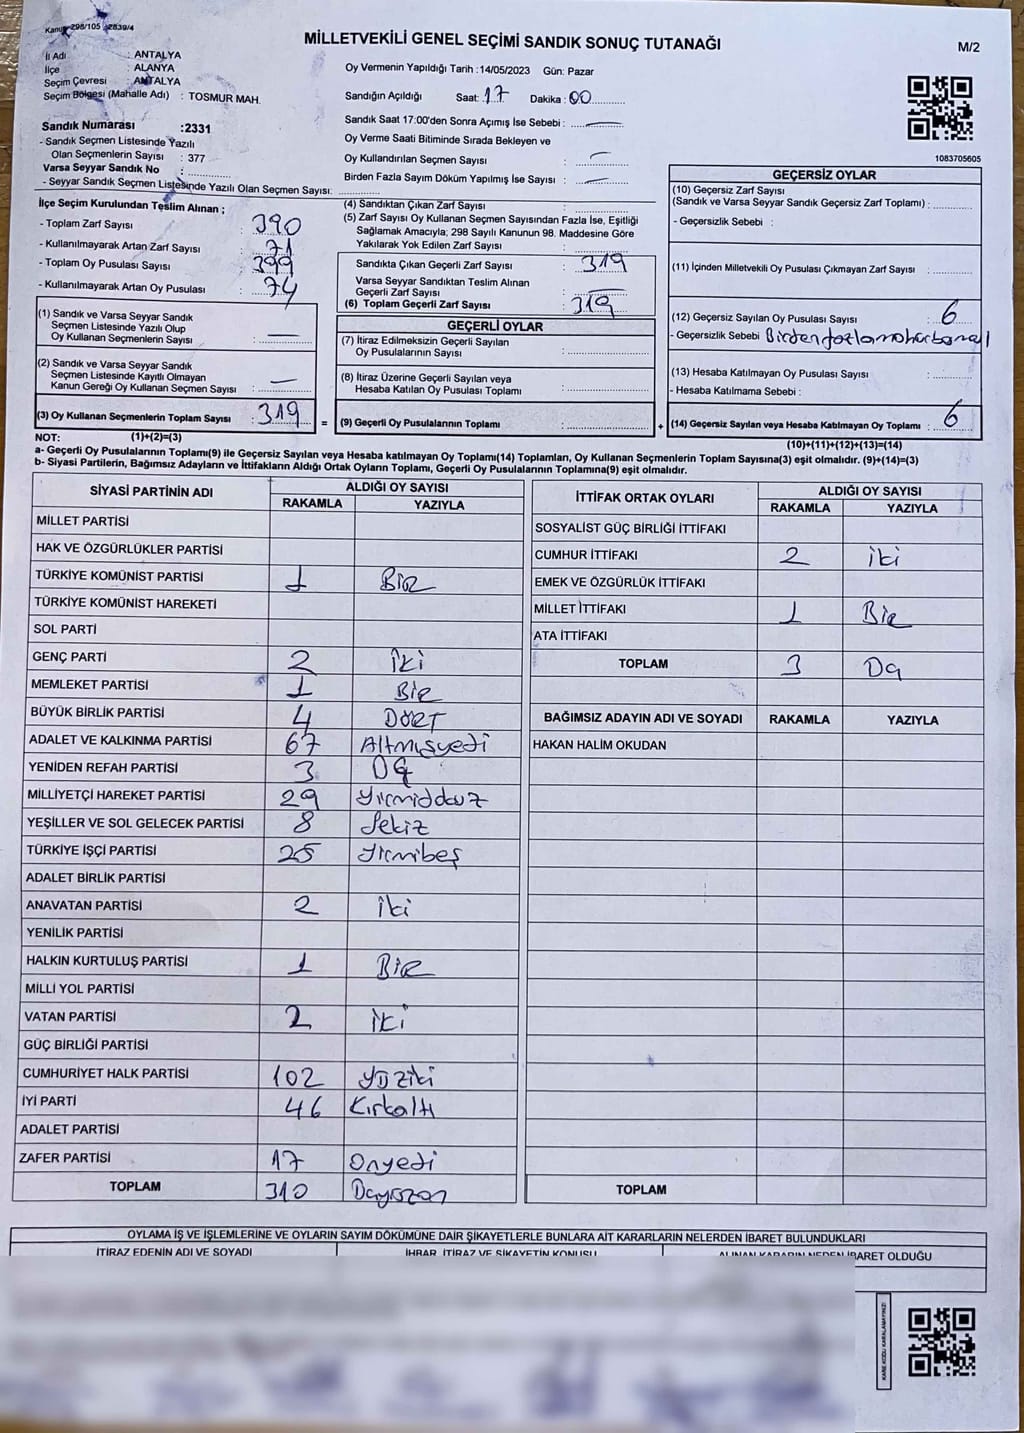 Kanun 298/105 2839/4
MİLLETVEKİLİ GENEL SEÇİMİ SANDIK SONUÇ TUTANAĞI
M/2
İl Adı : ANTALYA
İlçe : ALANYA
Seçim Çevresi : ANTALYA
Seçim Bölgesi (Mahalle Adı) : TOSMUR MAH.
Oy Vermenin Yapıldığı Tarih :14/05/2023 Gün: Pazar
Sandığın Açıldığı Saat: 17 Dakika : 00
Sandık Saat 17:00'den Sonra Açımış İse Sebebi : —
Oy Verme Saati Bitiminde Sırada Bekleyen ve
Oy Kullandırılan Seçmen Sayısı : —
Birden Fazla Sayım Döküm Yapılmış İse Sayısı : —
1083705605
Sandık Numarası :2331
- Sandık Seçmen Listesinde Yazılı
Olan Seçmenlerin Sayısı : 377
Varsa Seyyar Sandık No :
- Seyyar Sandık Seçmen Listesinde Yazılı Olan Seçmen Sayısı:
İlçe Seçim Kurulundan Teslim Alınan ;
- Toplam Zarf Sayısı : 390
- Kullanılmayarak Artan Zarf Sayısı : 71
- Toplam Oy Pusulası Sayısı : 399
- Kullanılmayarak Artan Oy Pusulası : 74
(1) Sandık ve Varsa Seyyar Sandık
Seçmen Listesinde Yazılı Olup
Oy Kullanan Seçmenlerin Sayısı : —
(2) Sandık ve Varsa Seyyar Sandık
Seçmen Listesinde Kayıtlı Olmayan
Kanun Gereği Oy Kullanan Seçmen Sayısı : —
(3) Oy Kullanan Seçmenlerin Toplam Sayısı : 319
(4) Sandıktan Çıkan Zarf Sayısı :
(5) Zarf Sayısı Oy Kullanan Seçmen Sayısından Fazla İse, Eşitliği
Sağlamak Amacıyla; 298 Sayılı Kanunun 98. Maddesine Göre
Yakılarak Yok Edilen Zarf Sayısı :
Sandıkta Çıkan Geçerli Zarf Sayısı : 319
Varsa Seyyar Sandıktan Teslim Alınan
Geçerli Zarf Sayısı : —
(6) Toplam Geçerli Zarf Sayısı : 319
GEÇERLİ OYLAR
(7) İtiraz Edilmeksizin Geçerli Sayılan
Oy Pusulalarının Sayısı :
(8) İtiraz Üzerine Geçerli Sayılan veya
Hesaba Katılan Oy Pusulası Toplamı :
= (9) Geçerli Oy Pusulalarının Toplamı :
GEÇERSİZ OYLAR
(10) Geçersiz Zarf Sayısı
(Sandık ve Varsa Seyyar Sandık Geçersiz Zarf Toplamı) :
- Geçersizlik Sebebi :
(11) İçinden Milletvekili Oy Pusulası Çıkmayan Zarf Sayısı :
(12) Geçersiz Sayılan Oy Pusulası Sayısı : 6
- Geçersizlik Sebebi Birden fazla
(13) Hesaba Katılmayan Oy Pusulası Sayısı :
- Hesaba Katılmama Sebebi :
+ (14) Geçersiz Sayılan veya Hesaba Katılmayan Oy Toplamı : 6
NOT: (1)+(2)=(3)
(10)+(11)+(12)+(13)=(14)
a- Geçerli Oy Pusulalarının Toplamı(9) ile Geçersiz Sayılan veya Hesaba katılmayan Oy Toplamı(14) Toplamları, Oy Kullanan Seçmenlerin Toplam Sayısına(3) eşit olmalıdır. (9)+(14)=(3)
b- Siyasi Partilerin, Bağımsız Adayların ve İttifakların Aldığı Ortak Oyların Toplamı, Geçerli Oy Pusulalarının Toplamına(9) eşit olmalıdır.
SİYASİ PARTİNİN ADI ALDIĞI OY SAYISI
RAKAMLA YAZIYLA
MİLLET PARTİSİ
HAK VE ÖZGÜRLÜKLER PARTİSİ
TÜRKİYE KOMÜNİST PARTİSİ 1 BİR
TÜRKİYE KOMÜNİST HAREKETİ
SOL PARTİ
GENÇ PARTİ 2 İki
MEMLEKET PARTİSİ 1 BİR
BÜYÜK BİRLİK PARTİSİ 4 DÖRT
ADALET VE KALKINMA PARTİSİ 67 Altmışyedi
YENİDEN REFAH PARTİSİ 3 Üç
MİLLİYETÇİ HAREKET PARTİSİ 29 Yirmidokuz
YEŞİLLER VE SOL GELECEK PARTİSİ 8 Sekiz
TÜRKİYE İŞÇİ PARTİSİ 25 Yirmibeş
ADALET BİRLİK PARTİSİ
ANAVATAN PARTİSİ 2 İki
YENİLİK PARTİSİ
HALKIN KURTULUŞ PARTİSİ 1 BİR
MİLLİ YOL PARTİSİ
VATAN PARTİSİ 2 İki
GÜÇ BİRLİĞİ PARTİSİ
CUMHURİYET HALK PARTİSİ 102 Yüziki
İYİ PARTİ 46 Kırkaltı
ADALET PARTİSİ
ZAFER PARTİSİ 17 Onyedi
TOPLAM 310 Üçyüzon
İTTİFAK ORTAK OYLARI ALDIĞI OY SAYISI
RAKAMLA YAZIYLA
SOSYALİST GÜÇ BİRLİĞİ İTTİFAKI
CUMHUR İTTİFAKI 2 İki
EMEK VE ÖZGÜRLÜK İTTİFAKI
MİLLET İTTİFAKI 1 Bir
ATA İTTİFAKI
TOPLAM 3 Üç
BAĞIMSIZ ADAYIN ADI VE SOYADI RAKAMLA YAZIYLA
HAKAN HALİM OKUDAN
TOPLAM
OYLAMA İŞ VE İŞLEMLERİNE VE OYLARIN SAYIM DÖKÜMÜNE DAİR ŞİKAYETLERLE BUNLARA AİT KARARLARIN NELERDEN İBARET BULUNDUKLARI
İTİRAZ EDENİN ADI VE SOYADI İHBAR, İTİRAZ VE ŞİKAYETİN KONUSU ALINAN KARARIN NEDEN İBARET OLDUĞU
KARE KODU KARALAMAYINIZ!